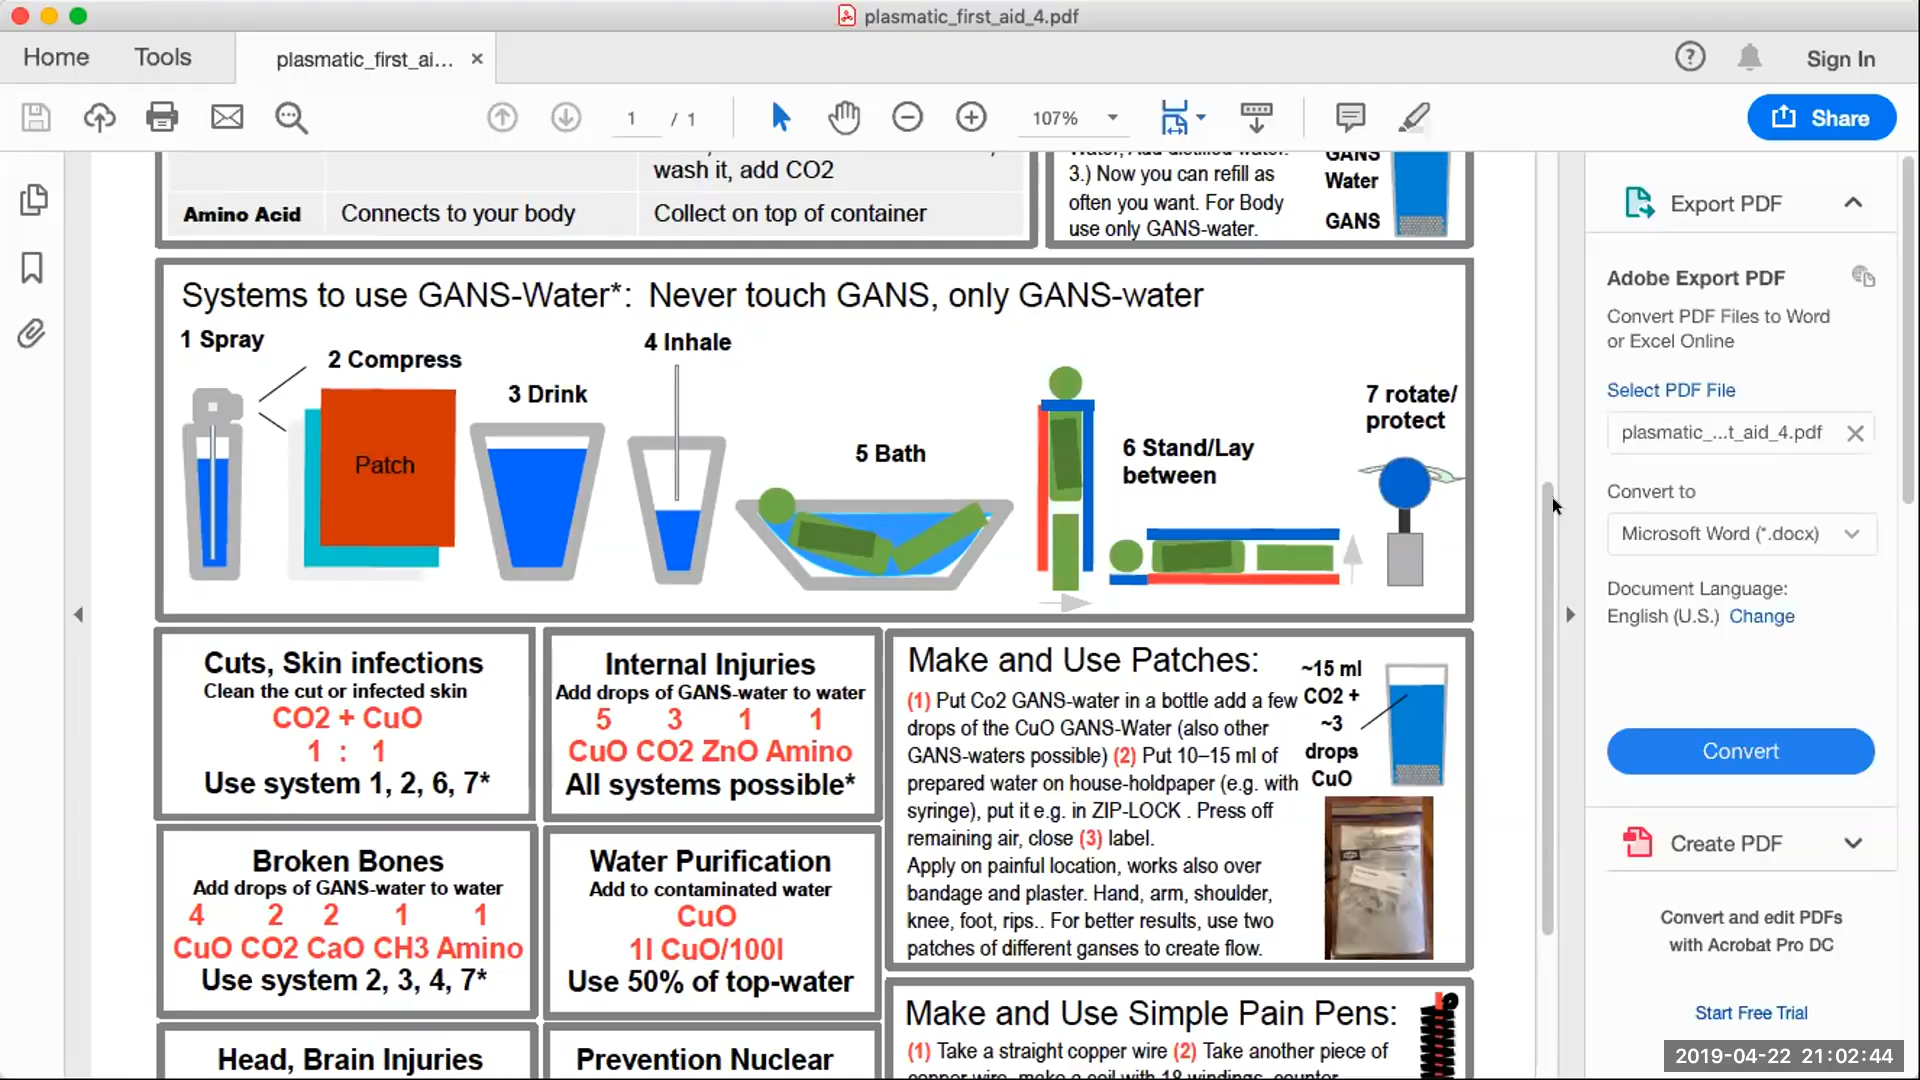 plasmatic_first_aid_4.pdf
Home
Tools
plasmatic_first_ai...
Sign In
1 / 1
107%
Share
wash it, add CO2
Amino Acid
Connects to your body
Collect on top of container
Water, Add distilled water.
3.) Now you can refill as
often you want. For Body
use only GANS-water.
GANS
Water
GANS
Systems to use GANS-Water*: Never touch GANS, only GANS-water
1 Spray
2 Compress
Patch
3 Drink
4 Inhale
5 Bath
6 Stand/Lay
between
7 rotate/
protect
Cuts, Skin infections
Clean the cut or infected skin
CO2 + CuO
1 : 1
Use system 1, 2, 6, 7*
Internal Injuries
Add drops of GANS-water to water
5 3 1 1
CuO CO2 ZnO Amino
All systems possible*
Broken Bones
Add drops of GANS-water to water
4 2 2 1 1
CuO CO2 CaO CH3 Amino
Use system 2, 3, 4, 7*
Water Purification
Add to contaminated water
CuO
1l CuO/100l
Use 50% of top-water
Head, Brain Injuries
Prevention Nuclear
Make and Use Patches:
(1) Put Co2 GANS-water in a bottle add a few
drops of the CuO GANS-Water (also other
GANS-waters possible) (2) Put 10–15 ml of
prepared water on house-holdpaper (e.g. with
syringe), put it e.g. in ZIP-LOCK . Press off
remaining air, close (3) label.
Apply on painful location, works also over
bandage and plaster. Hand, arm, shoulder,
knee, foot, rips.. For better results, use two
patches of different ganses to create flow.
~15 ml
CO2 +
~3
drops
CuO
Make and Use Simple Pain Pens:
(1) Take a straight copper wire (2) Take another piece of
copper wire, make a coil with 18 windings, counter
Export PDF
Adobe Export PDF
Convert PDF Files to Word
or Excel Online
Select PDF File
plasmatic_...t_aid_4.pdf
Convert to
Microsoft Word (*.docx)
Document Language:
English (U.S.) Change
Convert
Create PDF
Convert and edit PDFs
with Acrobat Pro DC
Start Free Trial
2019-04-22 21:02:44